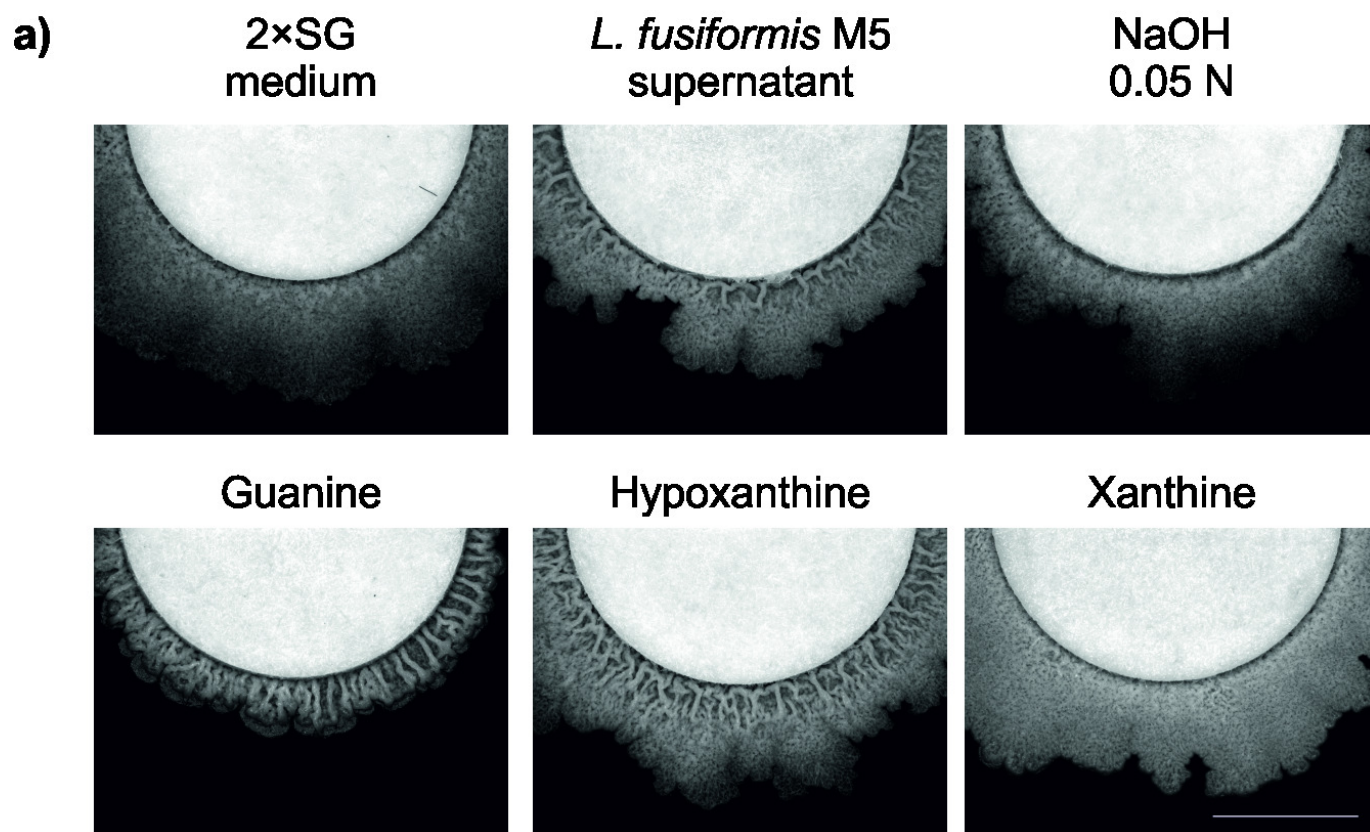 a)
2×SG
medium
L. fusiformis M5
supernatant
NaOH
0.05 N
Guanine
Hypoxanthine
Xanthine